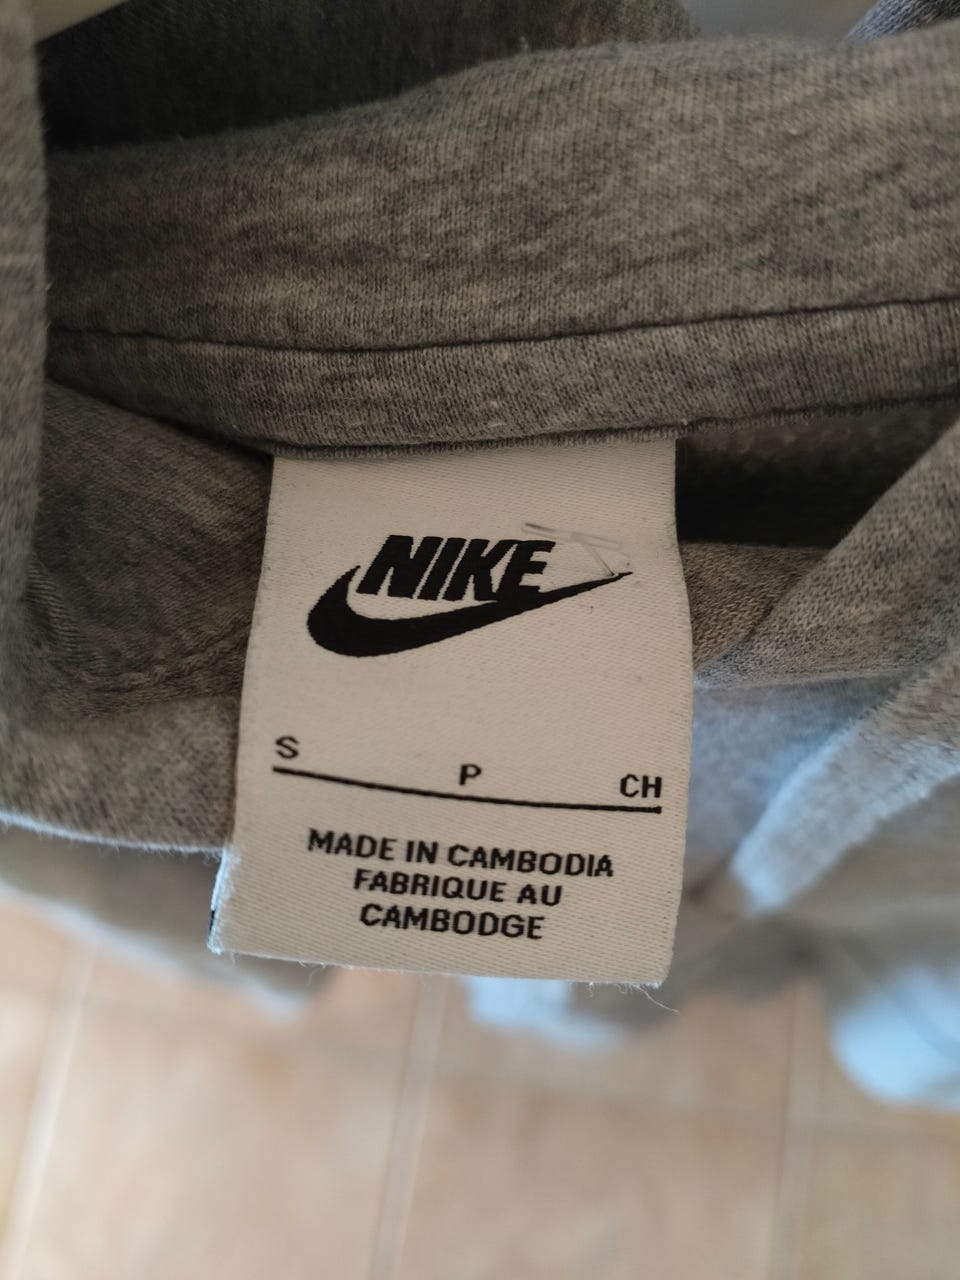 NIKE
S P CH
MADE IN CAMBODIA
FABRIQUE AU
CAMBODGE